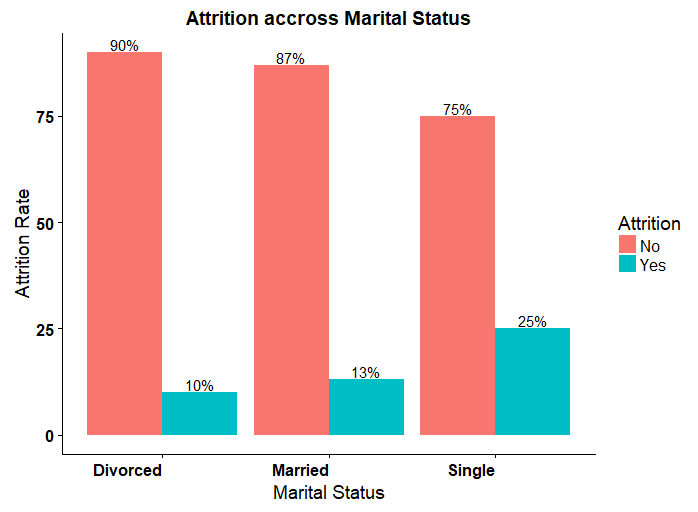 Attrition accross Marital Status
90%
87%
75%
75
Attrition Rate
50
Attrition
No
Yes
25
25%
13%
10%
0
Divorced Married Single
Marital Status